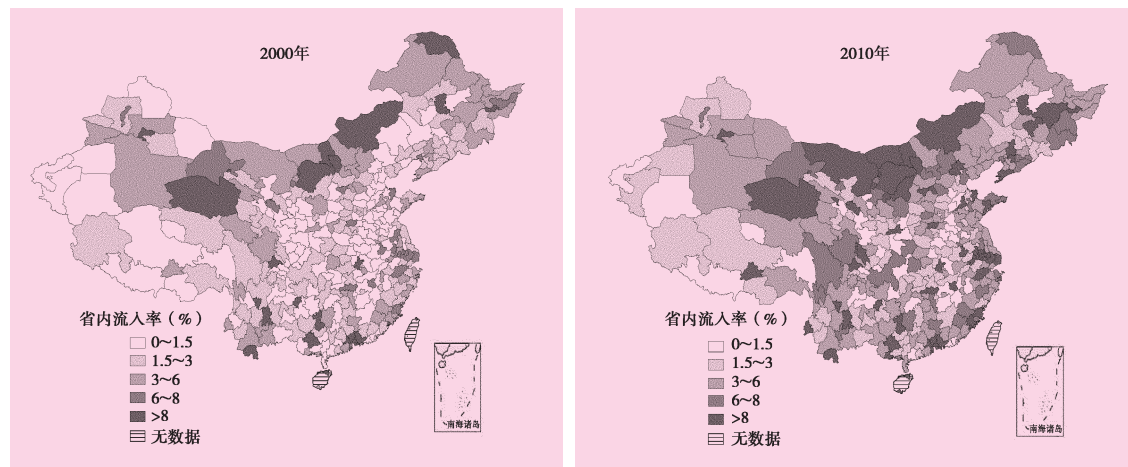 2000年
省内流入率（%）
0～1.5
1.5～3
3～6
6～8
>8
无数据
南海诸岛
2010年
省内流入率（%）
0～1.5
1.5～3
3～6
6～8
>8
无数据
南海诸岛